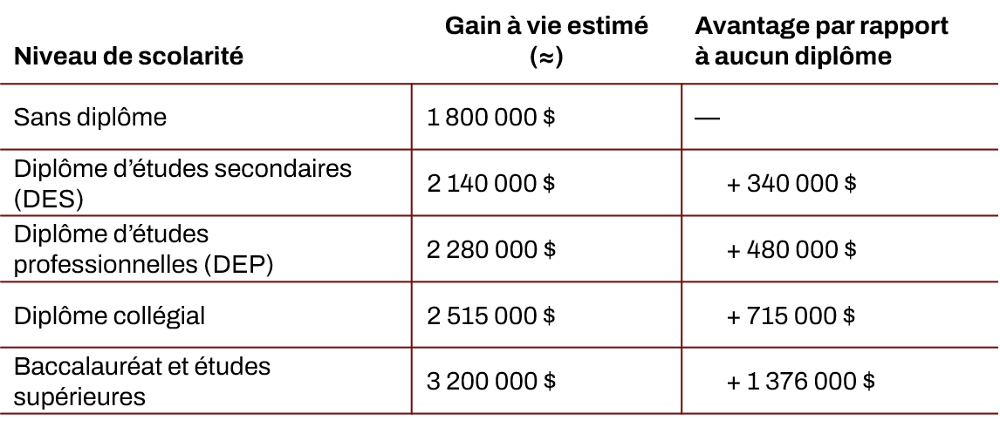 Niveau de scolarité
Gain à vie estimé
(≈)
Avantage par rapport
à aucun diplôme
Sans diplôme
1 800 000 $
—
Diplôme d’études secondaires
(DES)
2 140 000 $
+ 340 000 $
Diplôme d’études
professionnelles (DEP)
2 280 000 $
+ 480 000 $
Diplôme collégial
2 515 000 $
+ 715 000 $
Baccalauréat et études
supérieures
3 200 000 $
+ 1 376 000 $